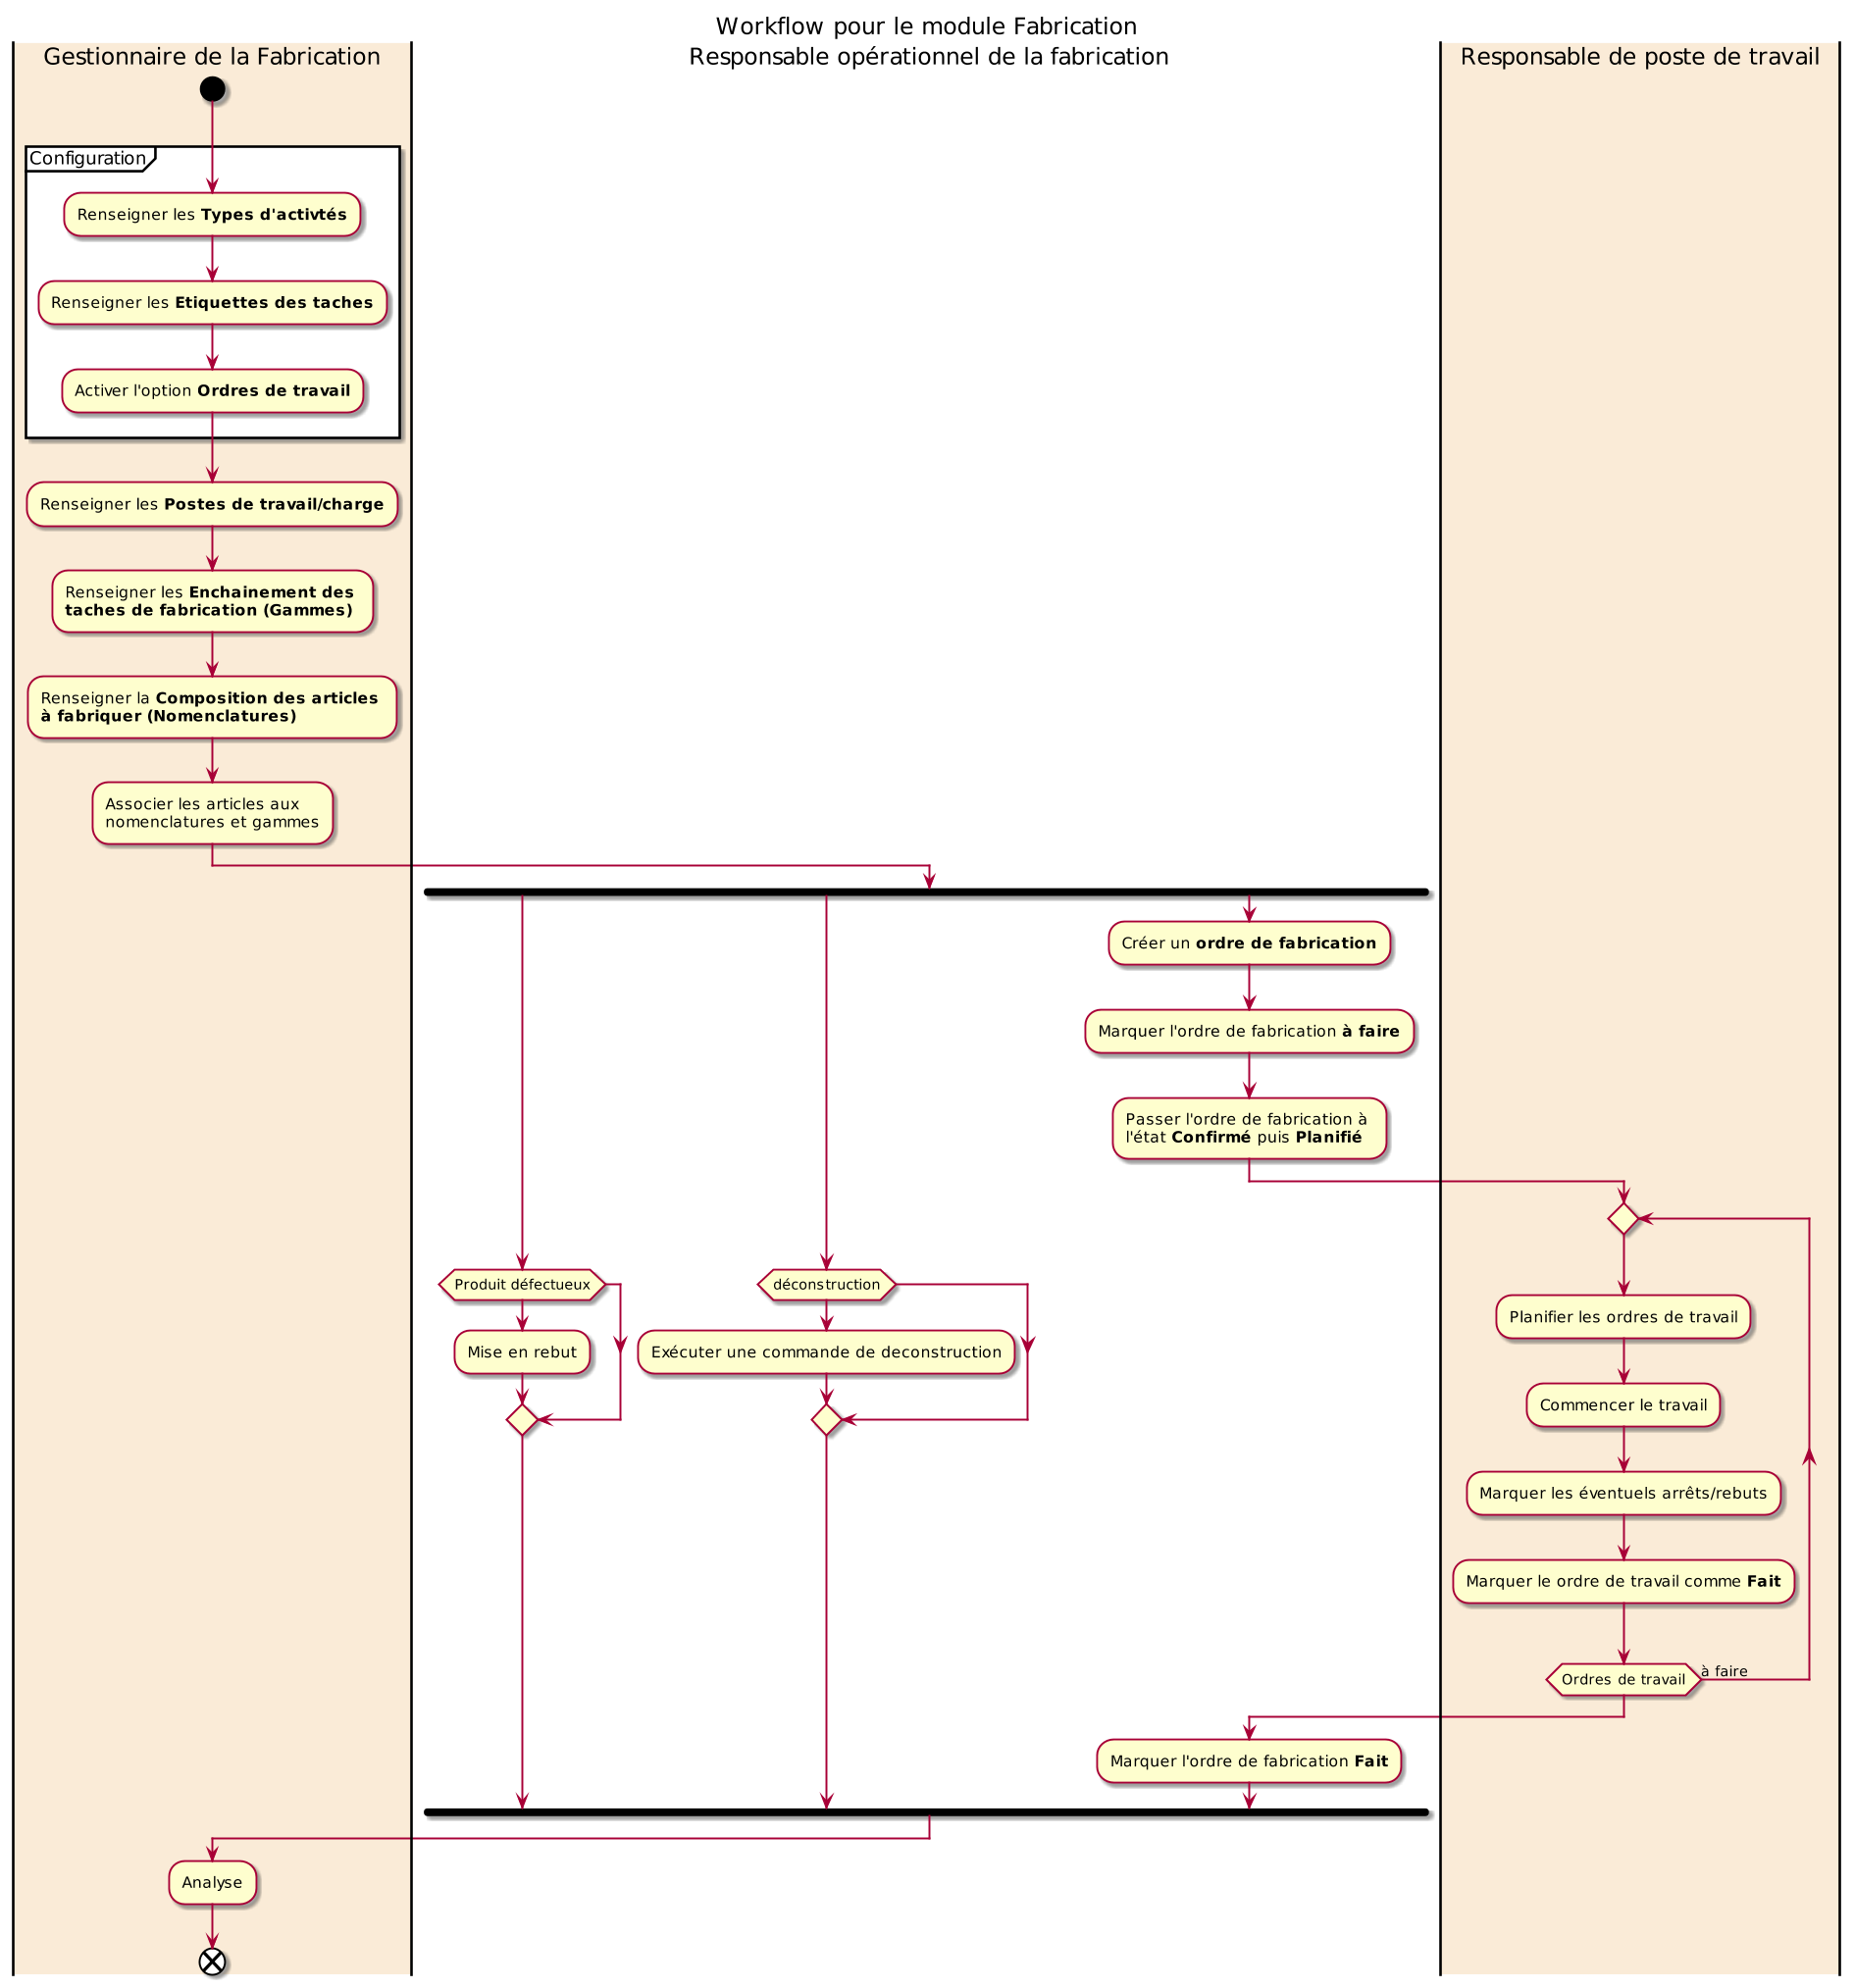 Workflow pour le module Fabrication
Gestionnaire de la Fabrication
Responsable opérationnel de la fabrication
Responsable de poste de travail
Configuration
Renseigner les Types d'activtés
Renseigner les Etiquettes des taches
Activer l'option Ordres de travail
Renseigner les Postes de travail/charge
Renseigner les Enchainement des
taches de fabrication (Gammes)
Renseigner la Composition des articles
à fabriquer (Nomenclatures)
Associer les articles aux
nomenclatures et gammes
Créer un ordre de fabrication
Marquer l'ordre de fabrication à faire
Passer l'ordre de fabrication à
l'état Confirmé puis Planifié
Produit défectueux
Mise en rebut
déconstruction
Exécuter une commande de deconstruction
Planifier les ordres de travail
Commencer le travail
Marquer les éventuels arrêts/rebuts
Marquer le ordre de travail comme Fait
Ordres de travail
à faire
Marquer l'ordre de fabrication Fait
Analyse